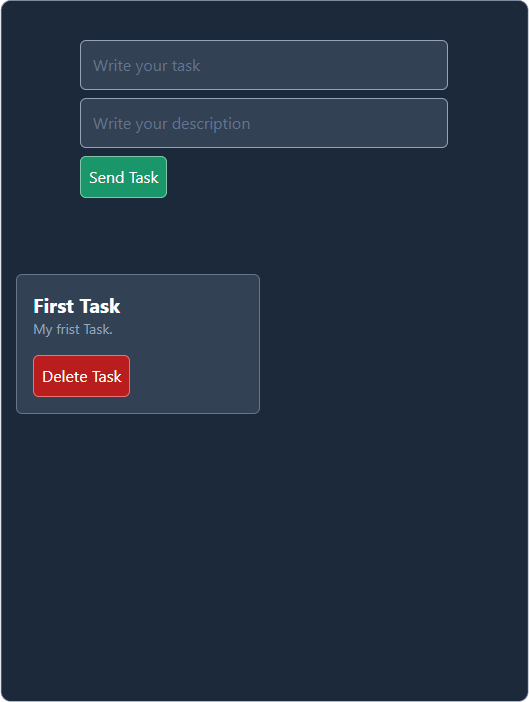 Write your task
Write your description
Send Task
First Task
My frist Task.
Delete Task